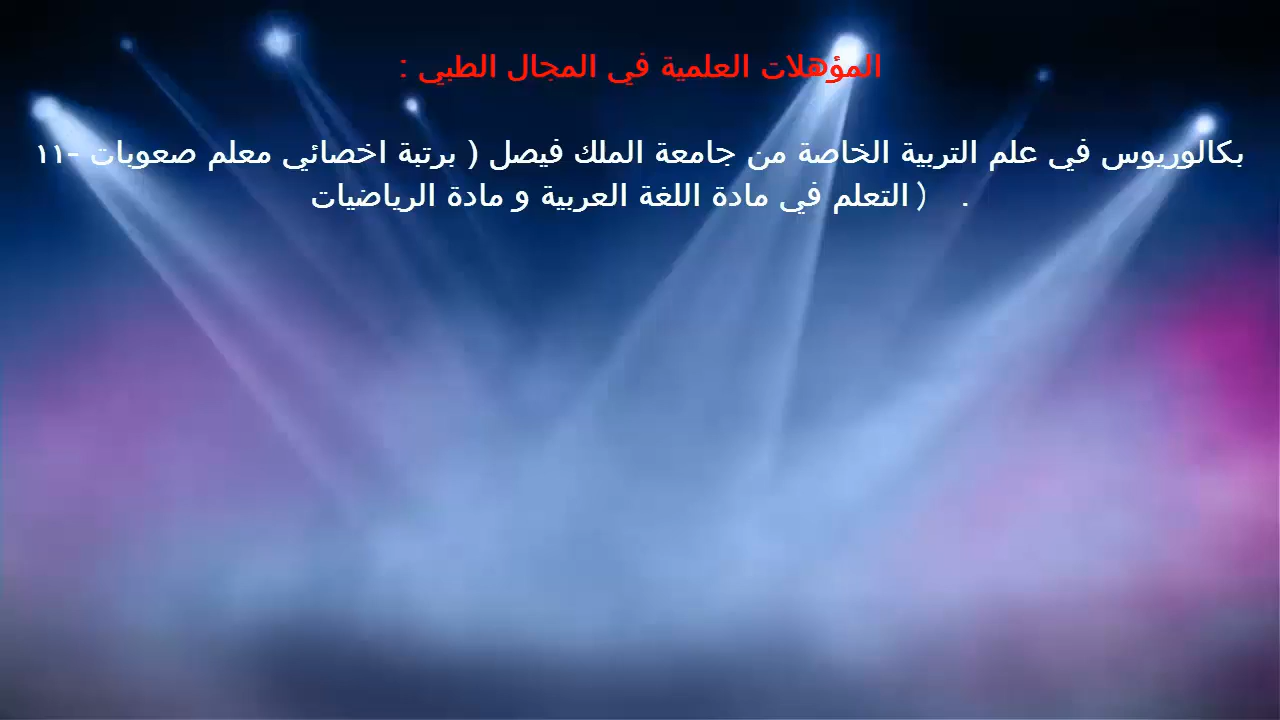 المؤهلات العلمية في المجال الطبي :
١١- بكالوريوس في علم التربية الخاصة من جامعة الملك فيصل ( برتبة اخصائي معلم صعوبات
التعلم في مادة اللغة العربية و مادة الرياضيات ) .